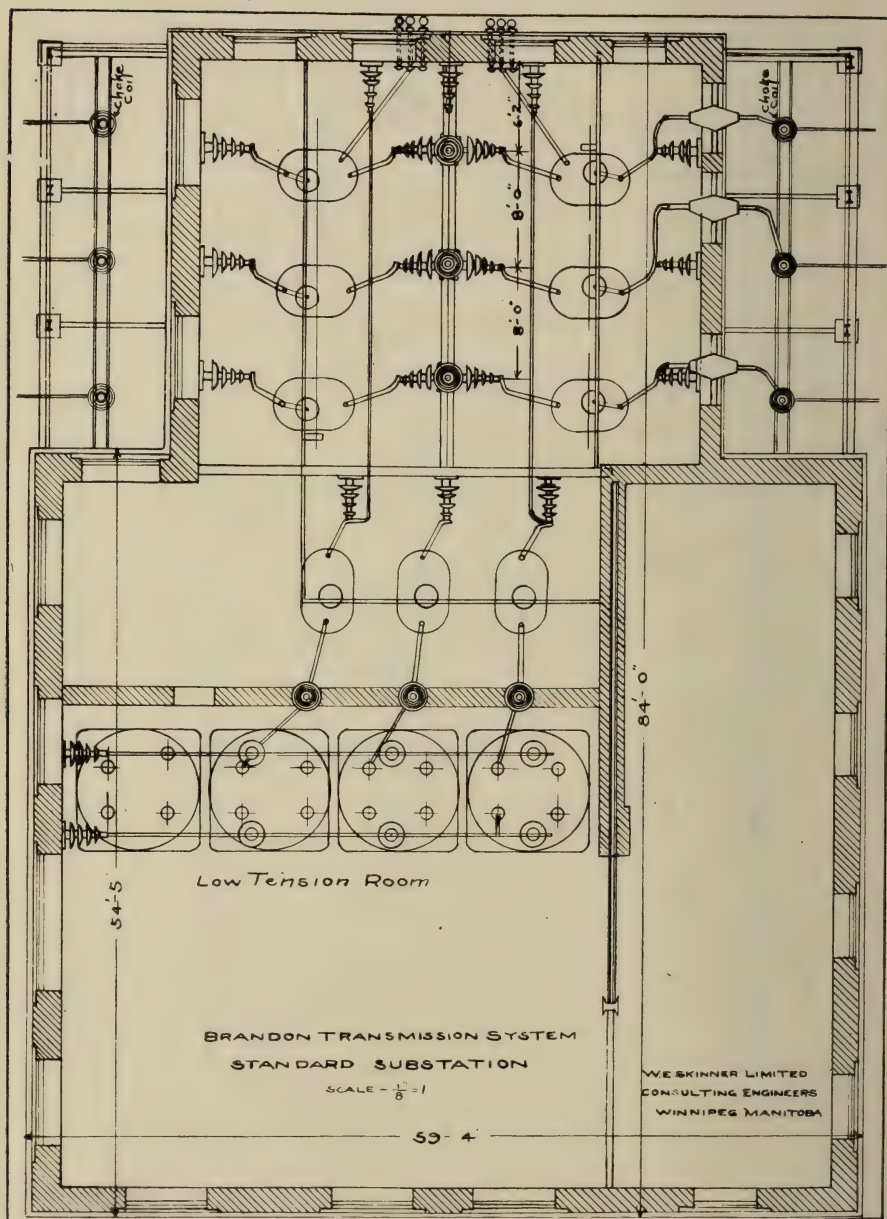 choke
coil
choke
coil
6'-2"
8'-0"
8'-0"
84'-0"
54'-5
Low Tension Room
BRANDON TRANSMISSION SYSTEM
STANDARD SUBSTATION
SCALE - 1/8" = 1
W.E SKINNER LIMITED
CONSULTING ENGINEERS
WINNIPEG MANITOBA
59- 4